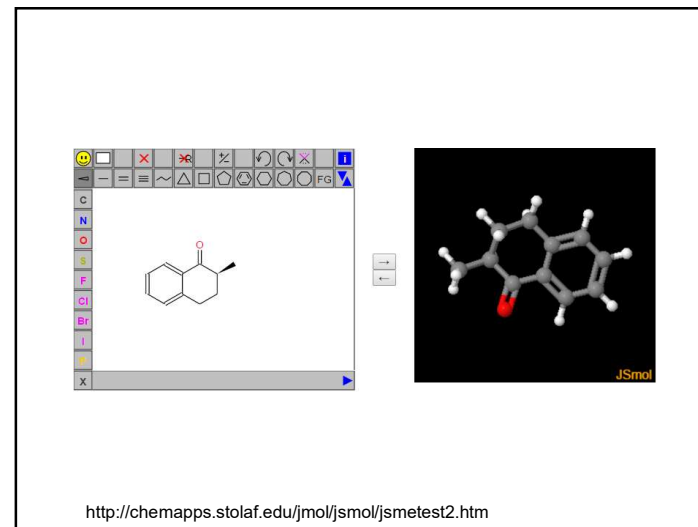 R +/- i
FG
C
N
O
S
F
Cl
Br
I
P
X
O
JSmol
http://chemapps.stolaf.edu/jmol/jsmol/jsmetest2.htm